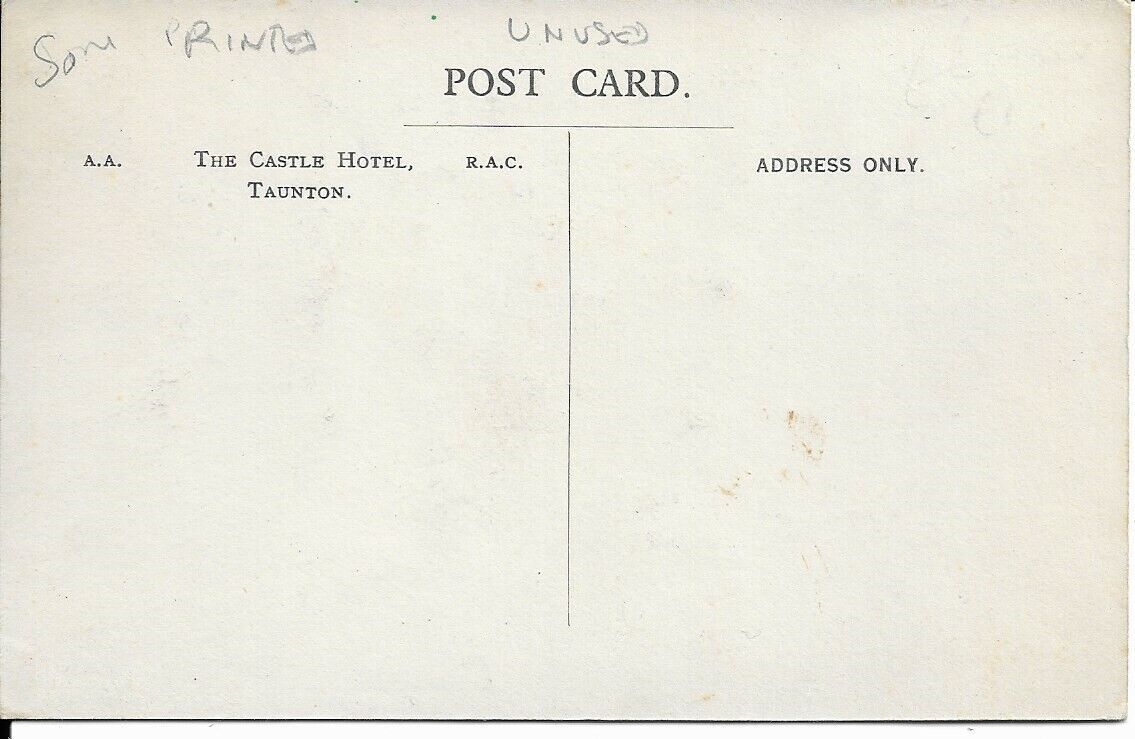 Som PRINTED UNUSED
POST CARD.
A.A. THE CASTLE HOTEL, R.A.C.
TAUNTON.
ADDRESS ONLY.